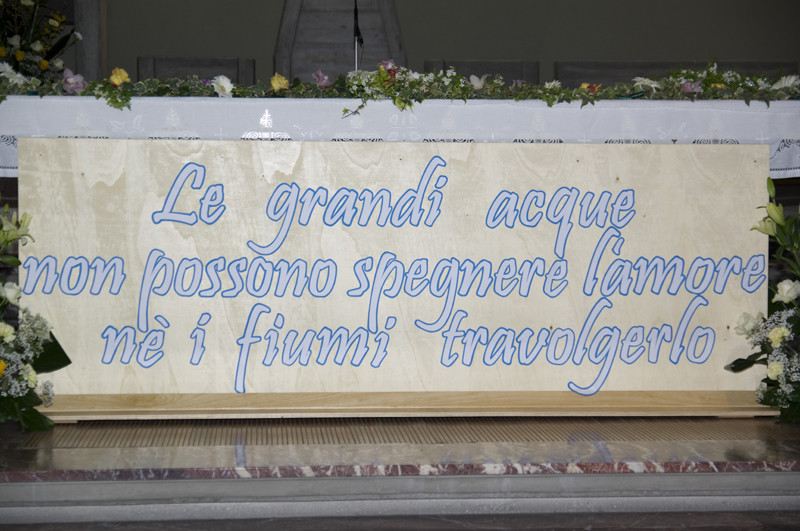 Le grandi acque
non possono spegnere l'amore
nè i fiumi travolgerlo